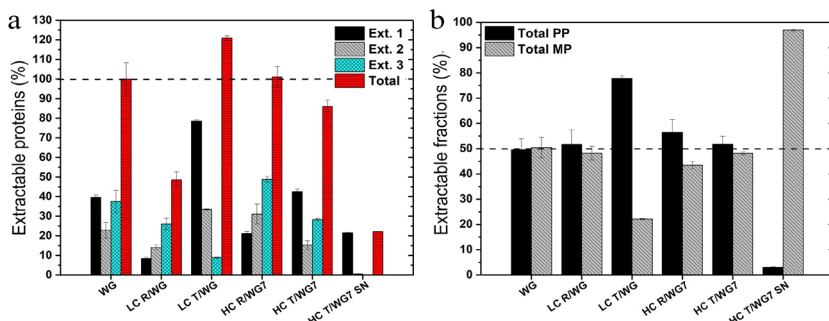 a
130
120
110
100
90
80
70
60
50
40
30
20
10
0
Extractable proteins (%)
Ext. 1
Ext. 2
Ext. 3
Total
WG
LC R/WG
LC T/WG
HC R/WG7
HC T/WG7
HC T/WG7 SN
b
100
90
80
70
60
50
40
30
20
10
0
Extractable fractions (%).
Total PP
Total MP
WG
LC R/WG
LC T/WG
HC R/WG7
HC T/WG7
HC T/WG7 SN